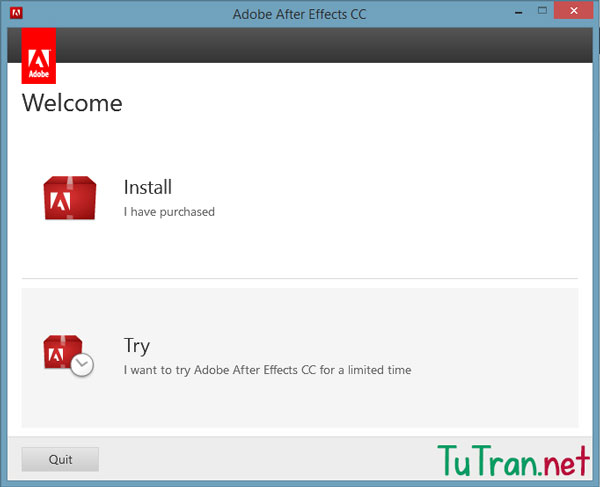 Adobe After Effects CC
Adobe
Welcome
Install
I have purchased
Try
I want to try Adobe After Effects CC for a limited time
Quit
TuTran.net